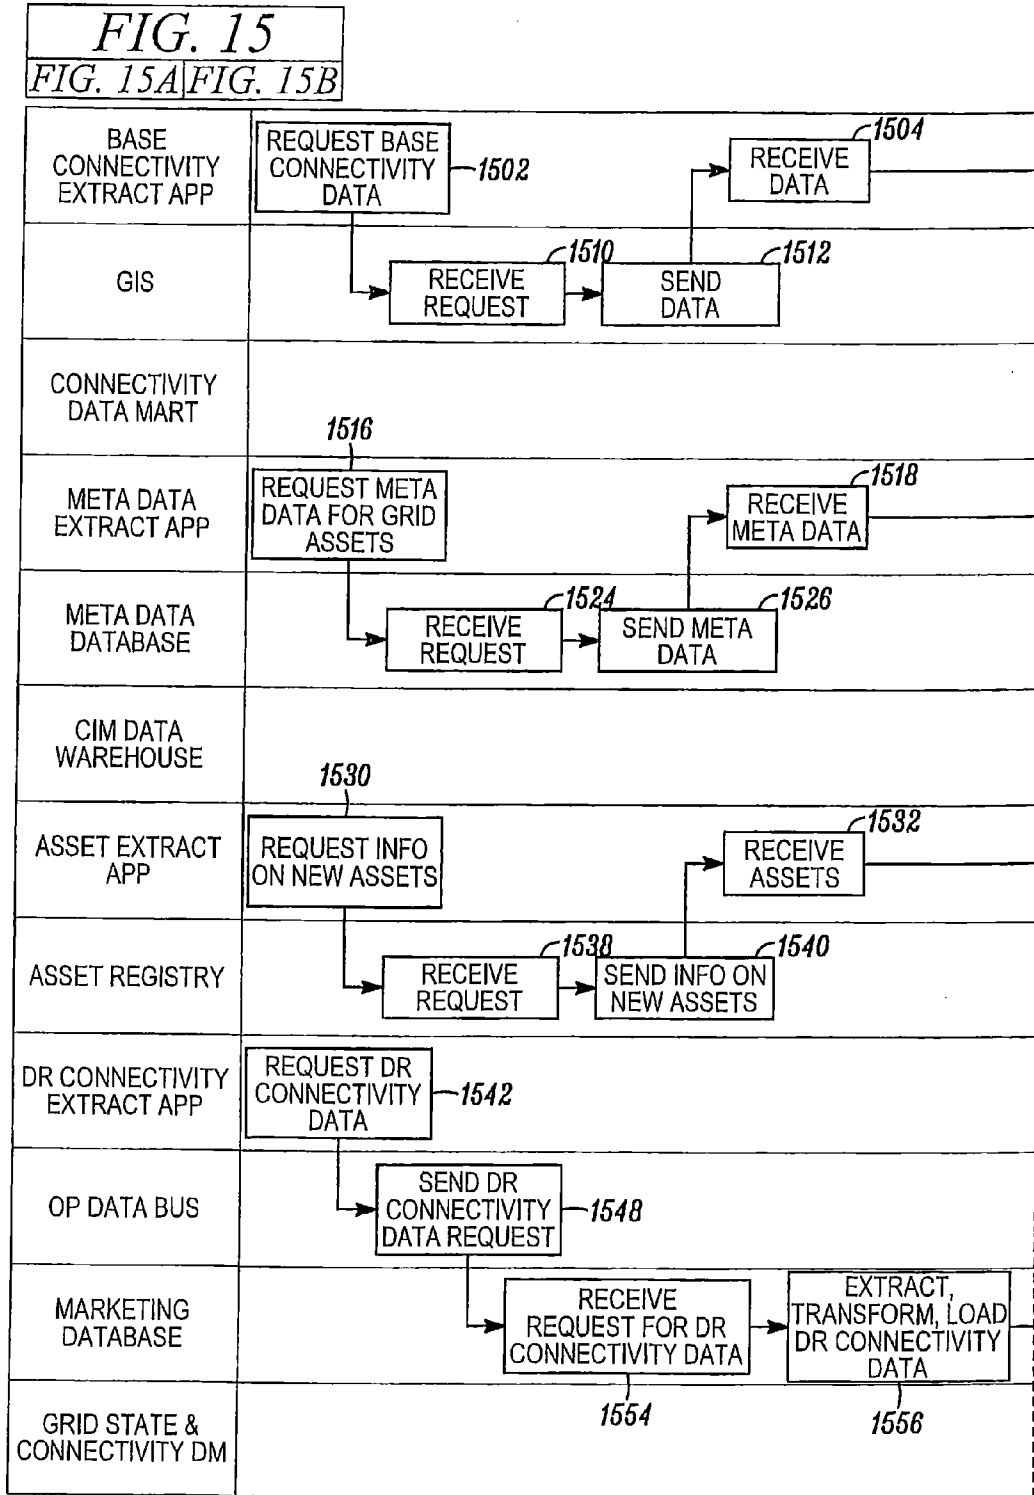 FIG. 15
FIG. 15A FIG. 15B
BASE
CONNECTIVITY
EXTRACT APP
REQUEST BASE
CONNECTIVITY
DATA
1502
RECEIVE
DATA
1504
GIS
RECEIVE
REQUEST
1510
SEND
DATA
1512
CONNECTIVITY
DATA MART
META DATA
EXTRACT APP
1516
REQUEST META
DATA FOR GRID
ASSETS
RECEIVE
META DATA
1518
META DATA
DATABASE
RECEIVE
REQUEST
1524
SEND META
DATA
1526
CIM DATA
WAREHOUSE
ASSET EXTRACT
APP
1530
REQUEST INFO
ON NEW ASSETS
RECEIVE
ASSETS
1532
ASSET REGISTRY
RECEIVE
REQUEST
1538
SEND INFO ON
NEW ASSETS
1540
DR CONNECTIVITY
EXTRACT APP
REQUEST DR
CONNECTIVITY
DATA
1542
OP DATA BUS
SEND DR
CONNECTIVITY
DATA REQUEST
1548
MARKETING
DATABASE
RECEIVE
REQUEST FOR DR
CONNECTIVITY DATA
1554
EXTRACT,
TRANSFORM, LOAD
DR CONNECTIVITY
DATA
1556
GRID STATE &
CONNECTIVITY DM